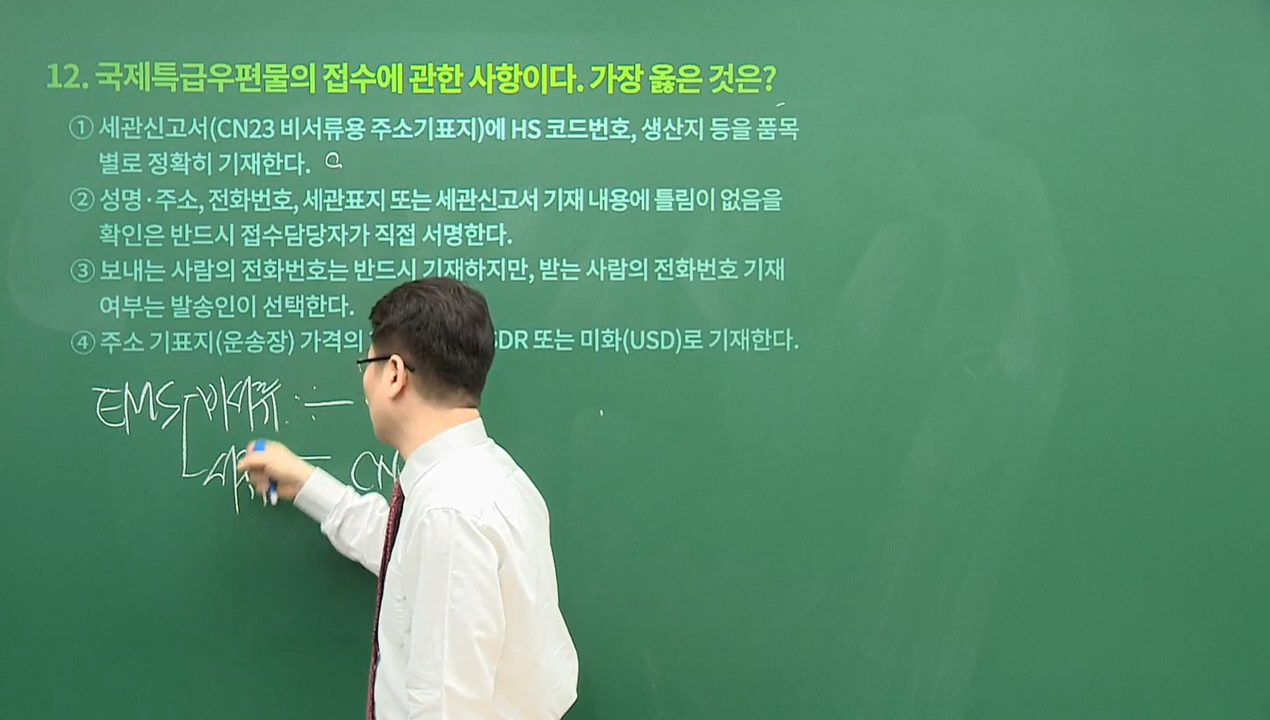 12. 국제특급우편물의 접수에 관한 사항이다. 가장 옳은 것은?
① 세관신고서(CN23 비서류용 주소기표지)에 HS 코드번호, 생산지 등을 품목
별로 정확히 기재한다.
② 성명·주소, 전화번호, 세관표지 또는 세관신고서 기재 내용에 틀림이 없음을
확인은 반드시 접수담당자가 직접 서명한다.
③ 보내는 사람의 전화번호는 반드시 기재하지만, 받는 사람의 전화번호 기재
여부는 발송인이 선택한다.
④ 주소 기표지(운송장) 가격의 DR 또는 미화(USD)로 기재한다.
EMS 비서류
CN